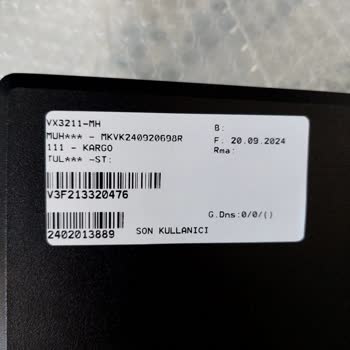 VX3211-MH
MUH*** - MKVK240920698R
111 - KARGO
TUL*** -ST:
B:
F: 20.09.2024
Rma:
V3F213320476
G.Dns:0/0/()
2402013889
SON KULLANICI